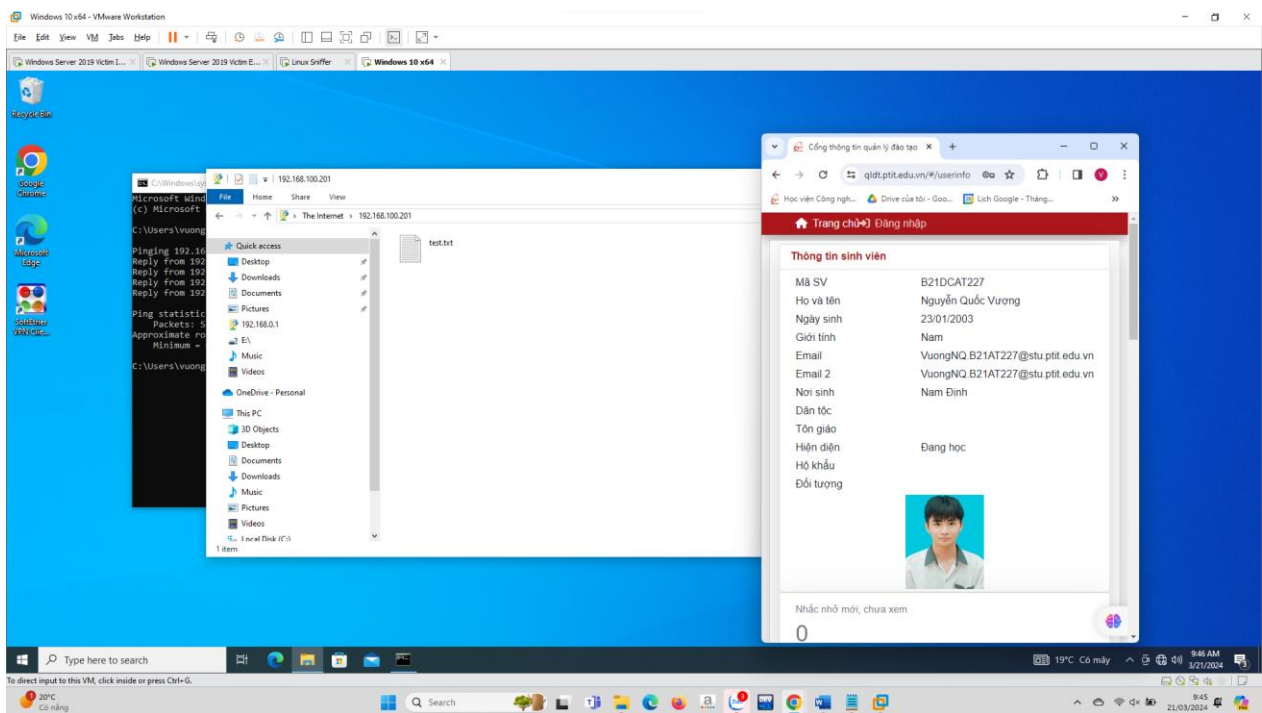 Windows 10 x64 - VMware Workstation
File Edit View VM Tabs Help
Windows Server 2019 Victim I...
Windows Server 2019 Victim E...
Linux Sniffer
Windows 10 x64
Recycle Bin
Google Chrome
Microsoft Edge
SoftEther VPN Clie...
C:\Windows\sys
Microsoft Wind
(c) Microsoft
C:\Users\vuong
Pinging 192.16
Reply from 192
Reply from 192
Reply from 192
Reply from 192
Ping statistic
Packets: S
Approximate ro
Minimum =
C:\Users\vuong
192.168.100.201
File Home Share View
The Internet › 192.168.100.201
Quick access
Desktop
Downloads
Documents
Pictures
192.168.0.1
E:\
Music
Videos
OneDrive - Personal
This PC
3D Objects
Desktop
Documents
Downloads
Music
Pictures
Videos
Local Disk (C:)
1 item
test.txt
Cổng thông tin quản lý đào tạo
qldt.ptit.edu.vn/#/userinfo
Học viện Công ngh... Drive của tôi - Goo... Lịch Google - Tháng...
Trang chủ Đăng nhập
Thông tin sinh viên
Mã SV B21DCAT227
Họ và tên Nguyễn Quốc Vượng
Ngày sinh 23/01/2003
Giới tính Nam
Email VuongNQ.B21AT227@stu.ptit.edu.vn
Email 2 VuongNQ.B21AT227@stu.ptit.edu.vn
Nơi sinh Nam Định
Dân tộc
Tôn giáo
Hiện diện Đang học
Hộ khẩu
Đối tượng
Nhắc nhở mới, chưa xem
0
Type here to search
19°C Có mây
9:46 AM
3/21/2024
To direct input to this VM, click inside or press Ctrl+G.
20°C
Có nắng
Search
9:45
21/03/2024